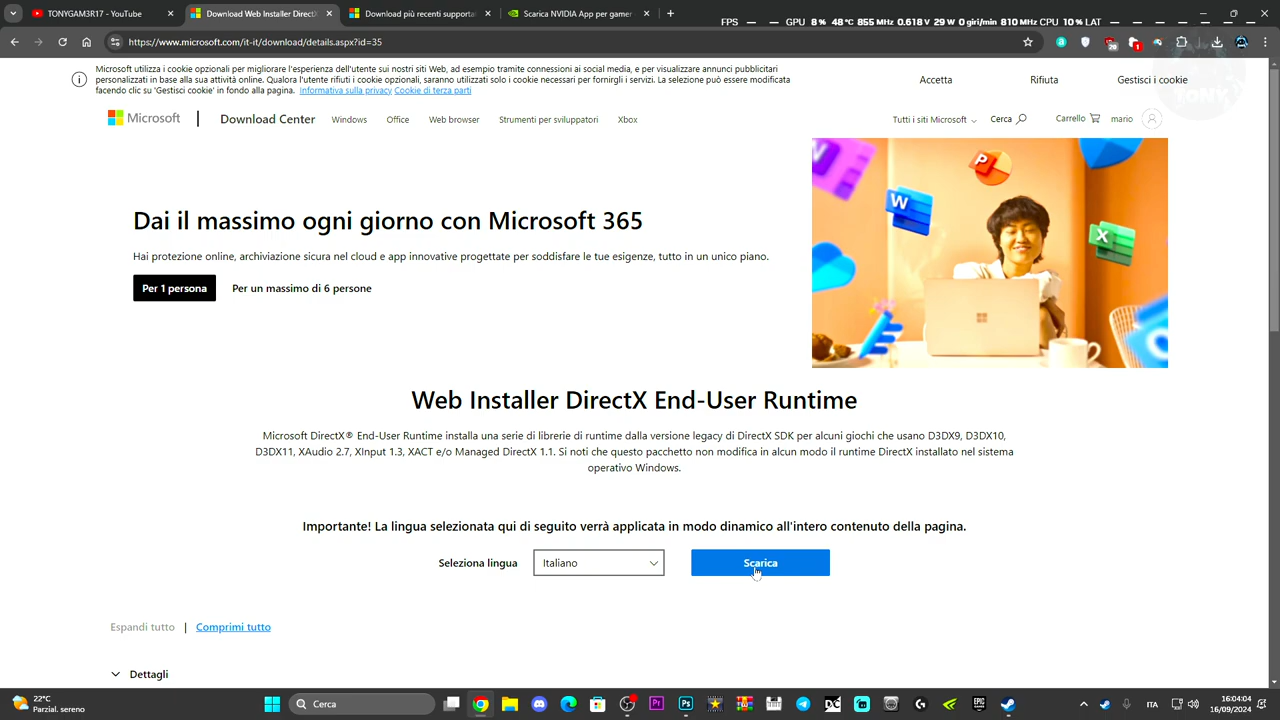 TONYGAM3R17 - YouTube
Download Web Installer DirectX
Download più recenti supporta
Scarica NVIDIA App per gamer
FPS — — GPU 8 % 48 °C 855 MHz 0.618 V 29 W 0 giri/min 810 MHz CPU 10 % LAT — — — — — —
https://www.microsoft.com/it-it/download/details.aspx?id=35
20
1
Microsoft utilizza i cookie opzionali per migliorare l'esperienza dell'utente sui nostri siti Web, ad esempio tramite connessioni ai social media, e per visualizzare annunci pubblicitari
personalizzati in base alla sua attività online. Qualora l'utente rifiuti i cookie opzionali, saranno utilizzati solo i cookie necessari per fornirgli i servizi. La selezione può essere modificata
facendo clic su 'Gestisci cookie' in fondo alla pagina. Informativa sulla privacy Cookie di terza parti
Accetta
Rifiuta
Gestisci i cookie
TONY
Microsoft
Download Center
Windows
Office
Web browser
Strumenti per sviluppatori
Xbox
Tutti i siti Microsoft
Cerca
Carrello
mario
Dai il massimo ogni giorno con Microsoft 365
Hai protezione online, archiviazione sicura nel cloud e app innovative progettate per soddisfare le tue esigenze, tutto in un unico piano.
Per 1 persona
Per un massimo di 6 persone
P
W
X
Web Installer DirectX End-User Runtime
Microsoft DirectX® End-User Runtime installa una serie di librerie di runtime dalla versione legacy di DirectX SDK per alcuni giochi che usano D3DX9, D3DX10,
D3DX11, XAudio 2.7, XInput 1.3, XACT e/o Managed DirectX 1.1. Si noti che questo pacchetto non modifica in alcun modo il runtime DirectX installato nel sistema
operativo Windows.
Importante! La lingua selezionata qui di seguito verrà applicata in modo dinamico all'intero contenuto della pagina.
Seleziona lingua
Italiano
Scarica
Espandi tutto | Comprimi tutto
Dettagli
22°C
Parzial. sereno
Cerca
Pr
Ps
DC
EPIC
ITA
16:04:04
16/09/2024